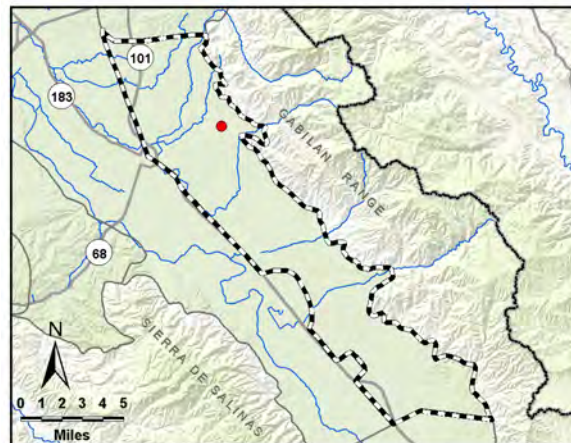 101
183
GABILAN RANGE
68
SIERRA DE SALINAS
N
0 1 2 3 4 5
Miles